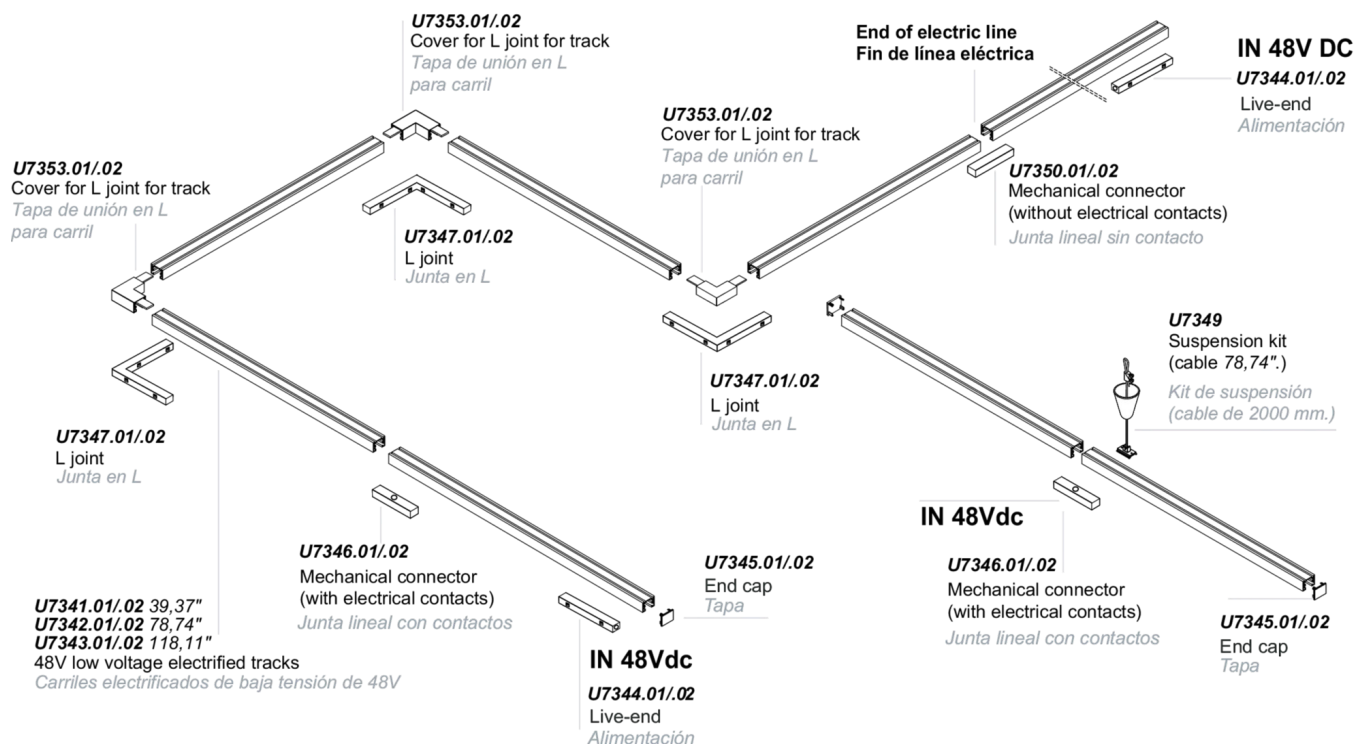 U7353.01/.02
Cover for L joint for track
Tapa de unión en L
para carril
End of electric line
Fin de línea eléctrica
IN 48V DC
U7344.01/.02
Live-end
Alimentación
U7353.01/.02
Cover for L joint for track
Tapa de unión en L
para carril
U7353.01/.02
Cover for L joint for track
Tapa de unión en L
para carril
U7350.01/.02
Mechanical connector
(without electrical contacts)
Junta lineal sin contacto
U7347.01/.02
L joint
Junta en L
U7349
Suspension kit
(cable 78,74".)
Kit de suspensión
(cable de 2000 mm.)
U7347.01/.02
L joint
Junta en L
U7347.01/.02
L joint
Junta en L
IN 48Vdc
U7346.01/.02
Mechanical connector
(with electrical contacts)
Junta lineal con contactos
U7346.01/.02
Mechanical connector
(with electrical contacts)
Junta lineal con contactos
U7345.01/.02
End cap
Tapa
U7345.01/.02
End cap
Tapa
U7341.01/.02 39,37"
U7342.01/.02 78,74"
U7343.01/.02 118,11"
48V low voltage electrified tracks
Carriles electrificados de baja tensión de 48V
IN 48Vdc
U7344.01/.02
Live-end
Alimentación